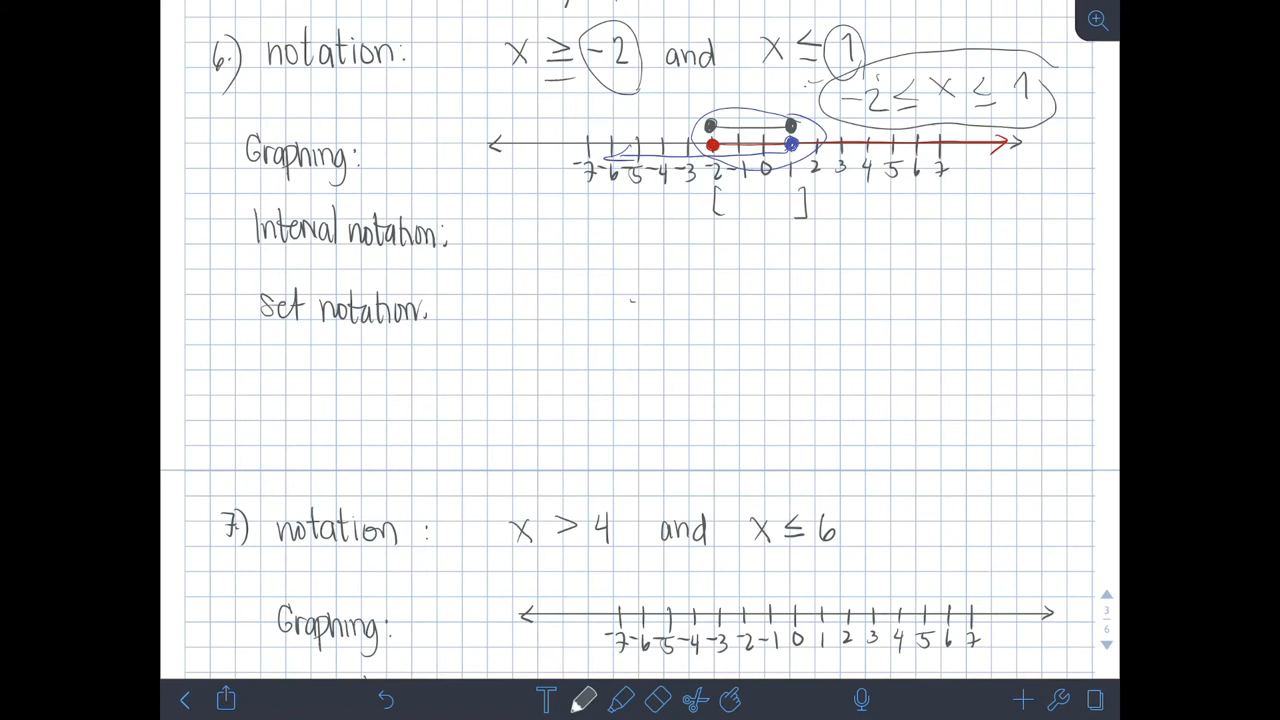 6.) notation: x ≥ -2 and x ≤ 1
-2 ≤ x ≤ 1
Graphing:
-7 -6 -5 -4 -3 -2 -1 0 1 2 3 4 5 6 7
[ ]
Interval notation:
set notation.
7.) notation : x > 4 and x ≤ 6
Graphing:
-7 -6 -5 -4 -3 -2 -1 0 1 2 3 4 5 6 7
3
6
T